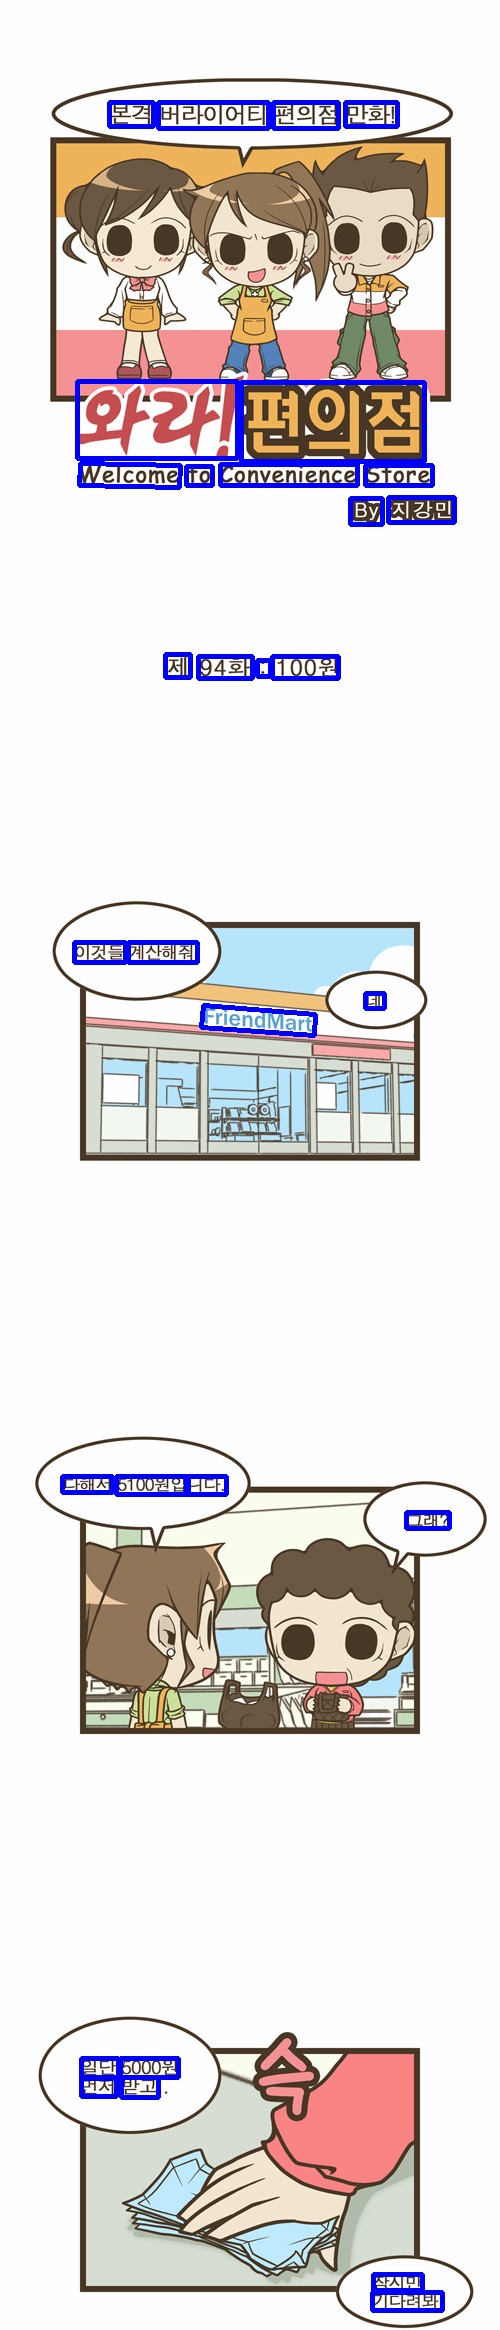 본격 버라이어티 편의점 만화!
와라! 편의점
Welcome to Convenience Store
By 지강민
제 94화 : 100원
이것들 계산해줘
네
FriendMart
다해서 5100원입니다.
그래?
일단 5000원
먼저 받고.
슥
잠시만
기다려봐